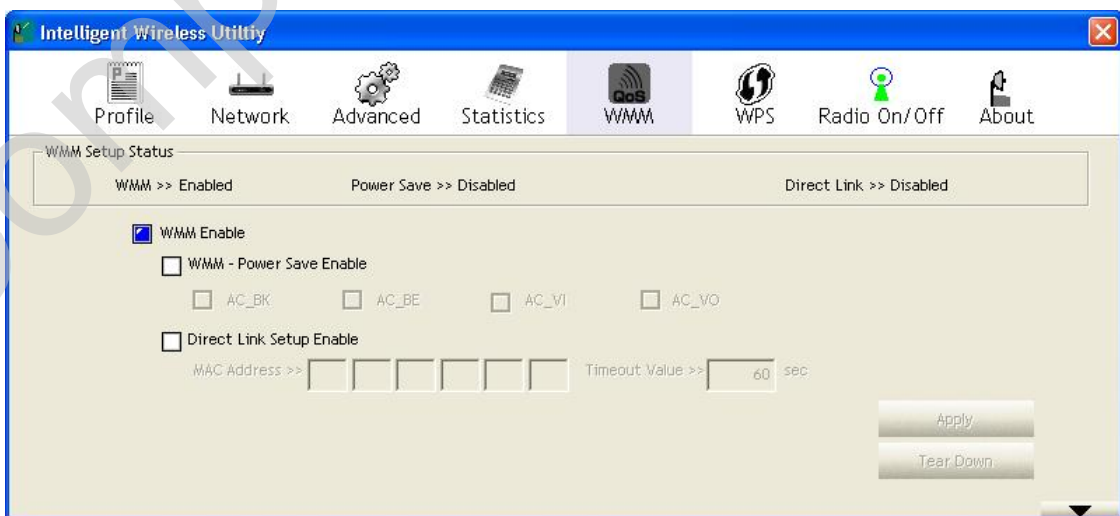 Intelligent Wireless Utiltiy
Profile Network Advanced Statistics QoS WMM WPS Radio On/Off About
WMM Setup Status
WMM >> Enabled Power Save >> Disabled Direct Link >> Disabled
WMM Enable
WMM - Power Save Enable
AC_BK AC_BE AC_VI AC_VO
Direct Link Setup Enable
MAC Address >> Timeout Value >> 60 sec
Apply
Tear Down